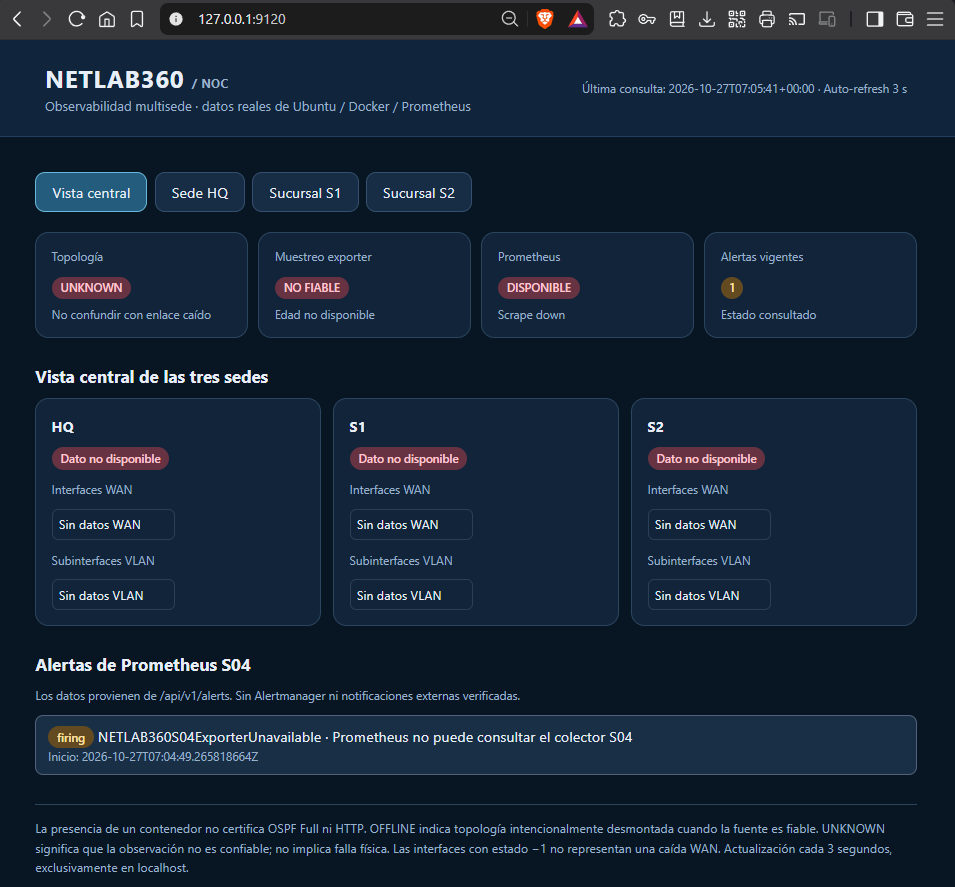 127.0.0.1:9120
NETLAB360 / NOC
Observabilidad multisede · datos reales de Ubuntu / Docker / Prometheus
Última consulta: 2026-10-27T07:05:41+00:00 · Auto-refresh 3 s
Vista central
Sede HQ
Sucursal S1
Sucursal S2
Topología
UNKNOWN
No confundir con enlace caído
Muestreo exporter
NO FIABLE
Edad no disponible
Prometheus
DISPONIBLE
Scrape down
Alertas vigentes
1
Estado consultado
Vista central de las tres sedes
HQ
Dato no disponible
Interfaces WAN
Sin datos WAN
Subinterfaces VLAN
Sin datos VLAN
S1
Dato no disponible
Interfaces WAN
Sin datos WAN
Subinterfaces VLAN
Sin datos VLAN
S2
Dato no disponible
Interfaces WAN
Sin datos WAN
Subinterfaces VLAN
Sin datos VLAN
Alertas de Prometheus S04
Los datos provienen de /api/v1/alerts. Sin Alertmanager ni notificaciones externas verificadas.
firing NETLAB360S04ExporterUnavailable · Prometheus no puede consultar el colector S04
Inicio: 2026-10-27T07:04:49.265818664Z
La presencia de un contenedor no certifica OSPF Full ni HTTP. OFFLINE indica topología intencionalmente desmontada cuando la fuente es fiable. UNKNOWN
significa que la observación no es confiable; no implica falla física. Las interfaces con estado −1 no representan una caída WAN. Actualización cada 3 segundos,
exclusivamente en localhost.